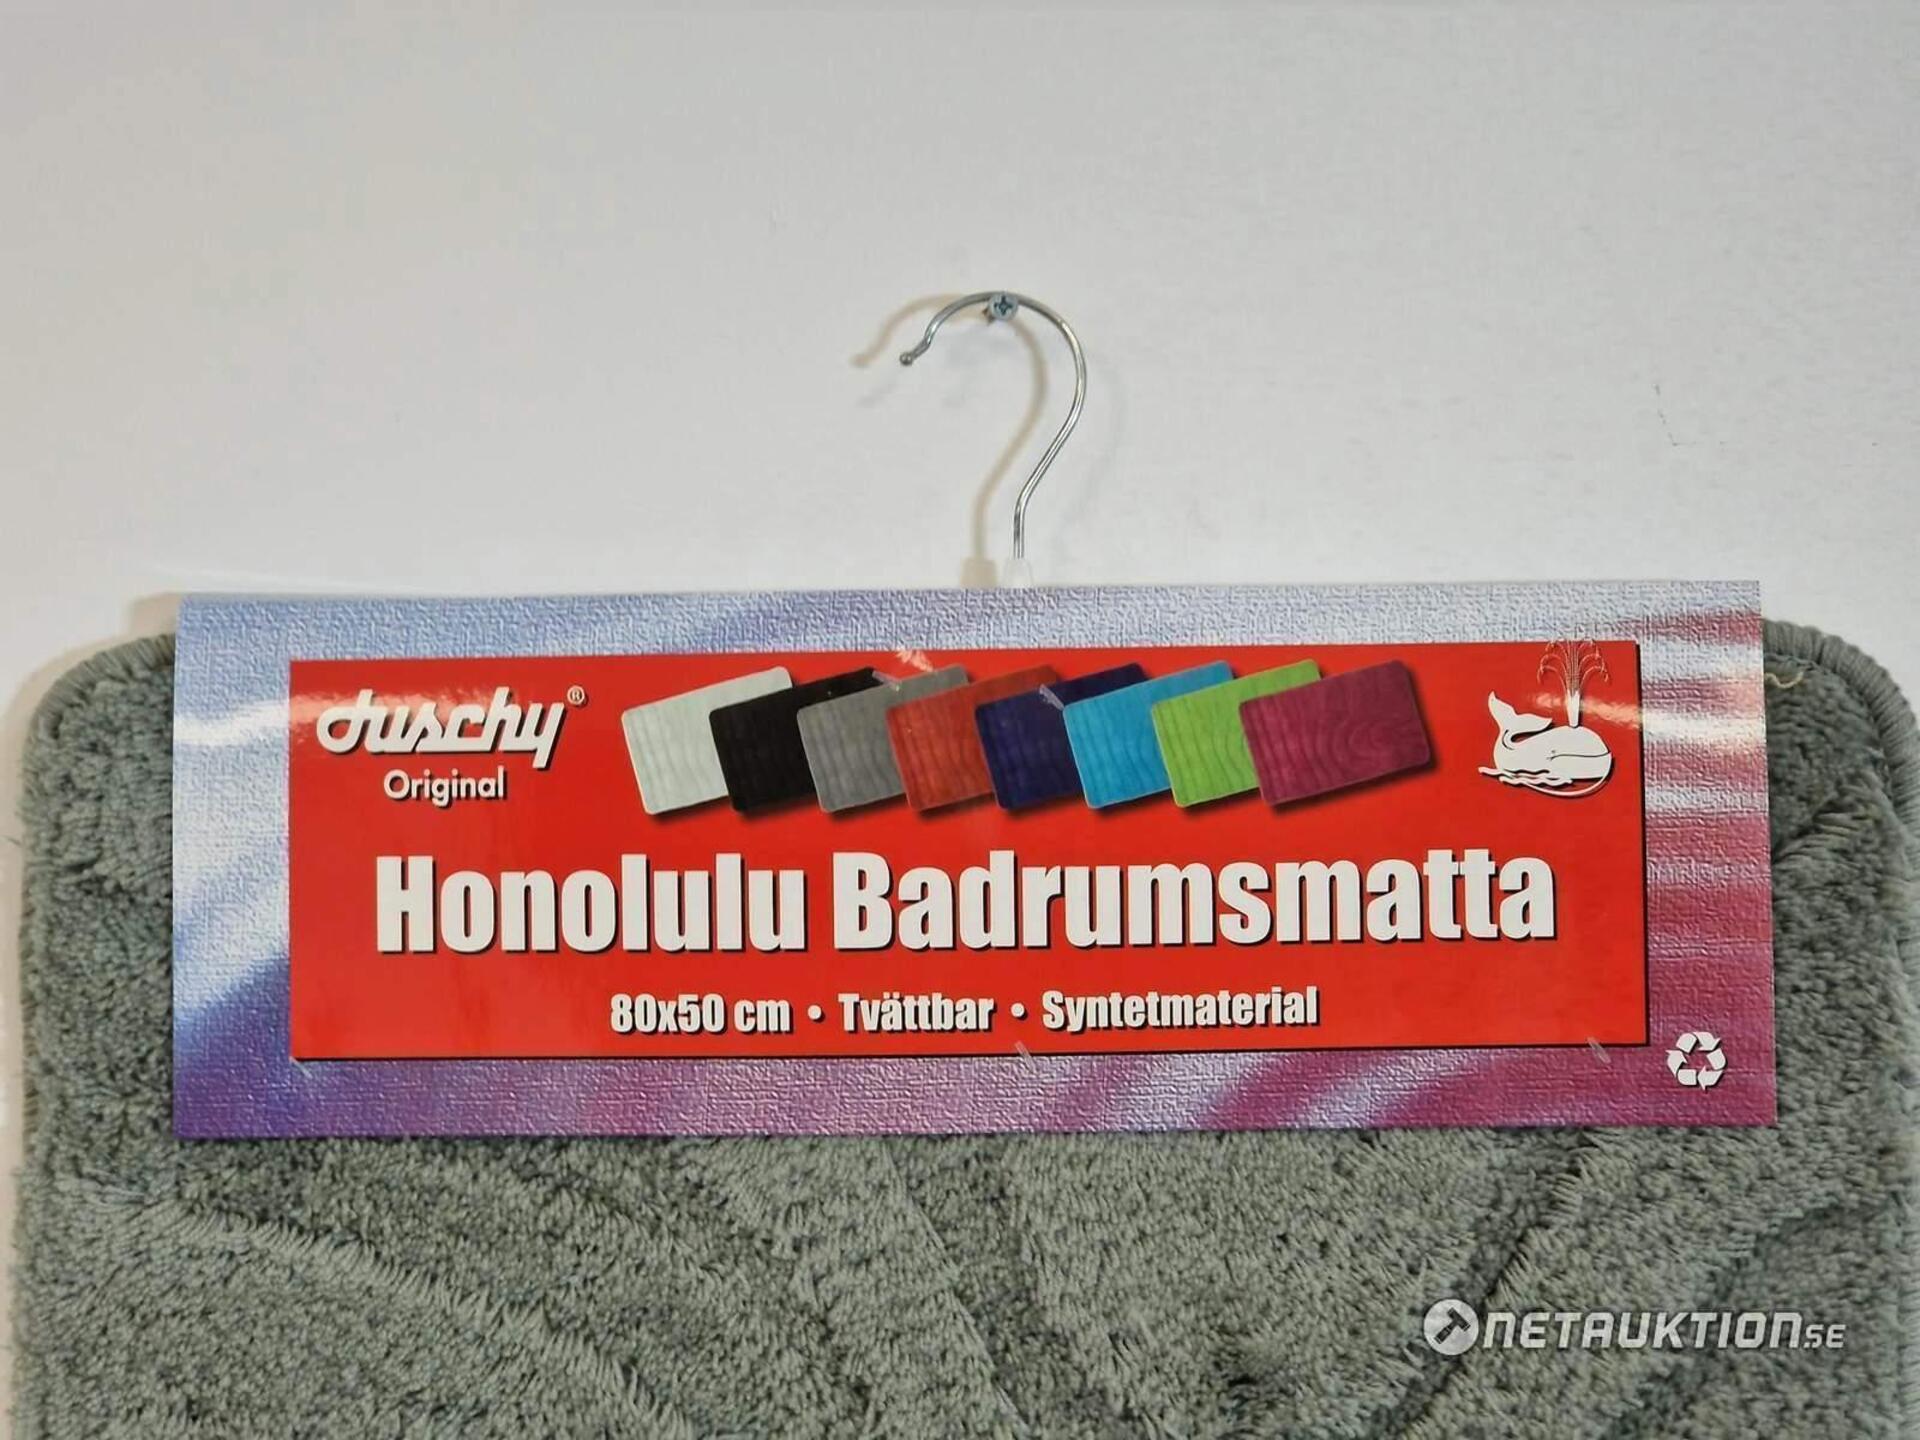 duschy®
Original
Honolulu Badrumsmatta
80x50 cm • Tvättbar • Syntetmaterial
NETAUKTION.SE